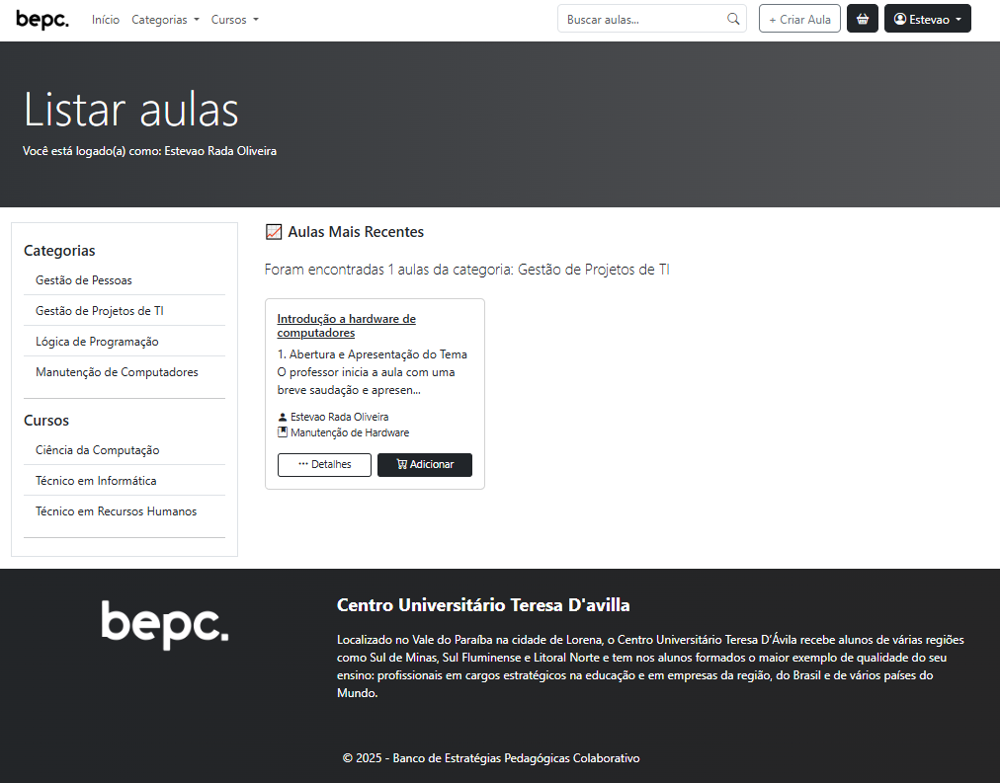 bepc.
Início Categorias Cursos
Buscar aulas...
+ Criar Aula
Estevao
Listar aulas
Você está logado(a) como: Estevao Rada Oliveira
Categorias
Gestão de Pessoas
Gestão de Projetos de TI
Lógica de Programação
Manutenção de Computadores
Cursos
Ciência da Computação
Técnico em Informática
Técnico em Recursos Humanos
Aulas Mais Recentes
Foram encontradas 1 aulas da categoria: Gestão de Projetos de TI
Introdução a hardware de
computadores
1. Abertura e Apresentação do Tema
O professor inicia a aula com uma
breve saudação e apresen...
Estevao Rada Oliveira
Manutenção de Hardware
Detalhes
Adicionar
bepc.
Centro Universitário Teresa D'avilla
Localizado no Vale do Paraíba na cidade de Lorena, o Centro Universitário Teresa D'Ávila recebe alunos de várias regiões
como Sul de Minas, Sul Fluminense e Litoral Norte e tem nos alunos formados o maior exemplo de qualidade do seu
ensino: profissionais em cargos estratégicos na educação e em empresas da região, do Brasil e de vários países do
Mundo.
© 2025 - Banco de Estratégias Pedagógicas Colaborativo